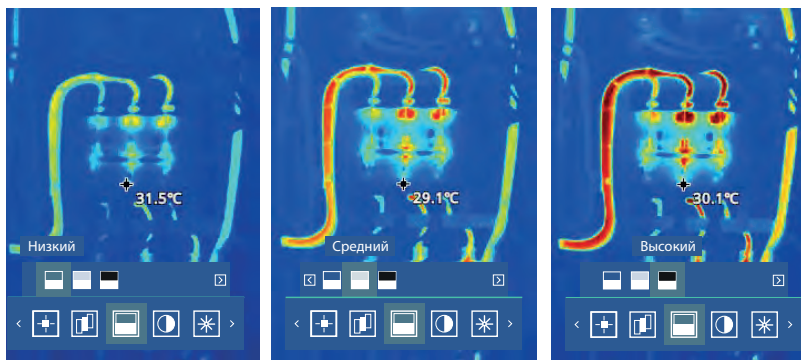 31.5°C
Низкий
29.1°C
Средний
30.1°C
Высокий